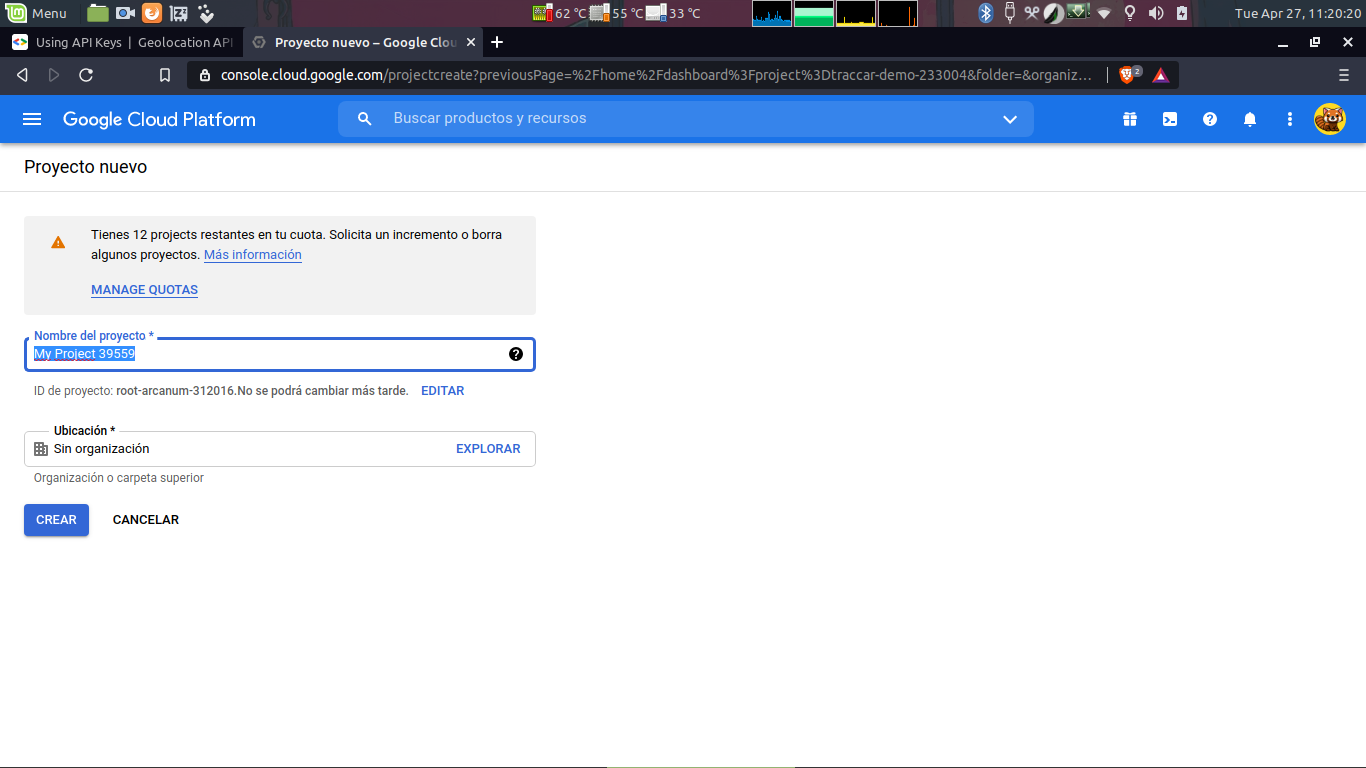 Menu
62 °C 55 °C 33 °C
Tue Apr 27, 11:20:20
Using API Keys | Geolocation API
Proyecto nuevo – Google Clou
console.cloud.google.com/projectcreate?previousPage=%2Fhome%2Fdashboard%3Fproject%3Dtraccar-demo-233004&folder=&organiz...
2
Google Cloud Platform
Buscar productos y recursos
Proyecto nuevo
Tienes 12 projects restantes en tu cuota. Solicita un incremento o borra
algunos proyectos. Más información
MANAGE QUOTAS
Nombre del proyecto *
My Project 39559
ID de proyecto: root-arcanum-312016.No se podrá cambiar más tarde. EDITAR
Ubicación *
Sin organización EXPLORAR
Organización o carpeta superior
CREAR CANCELAR